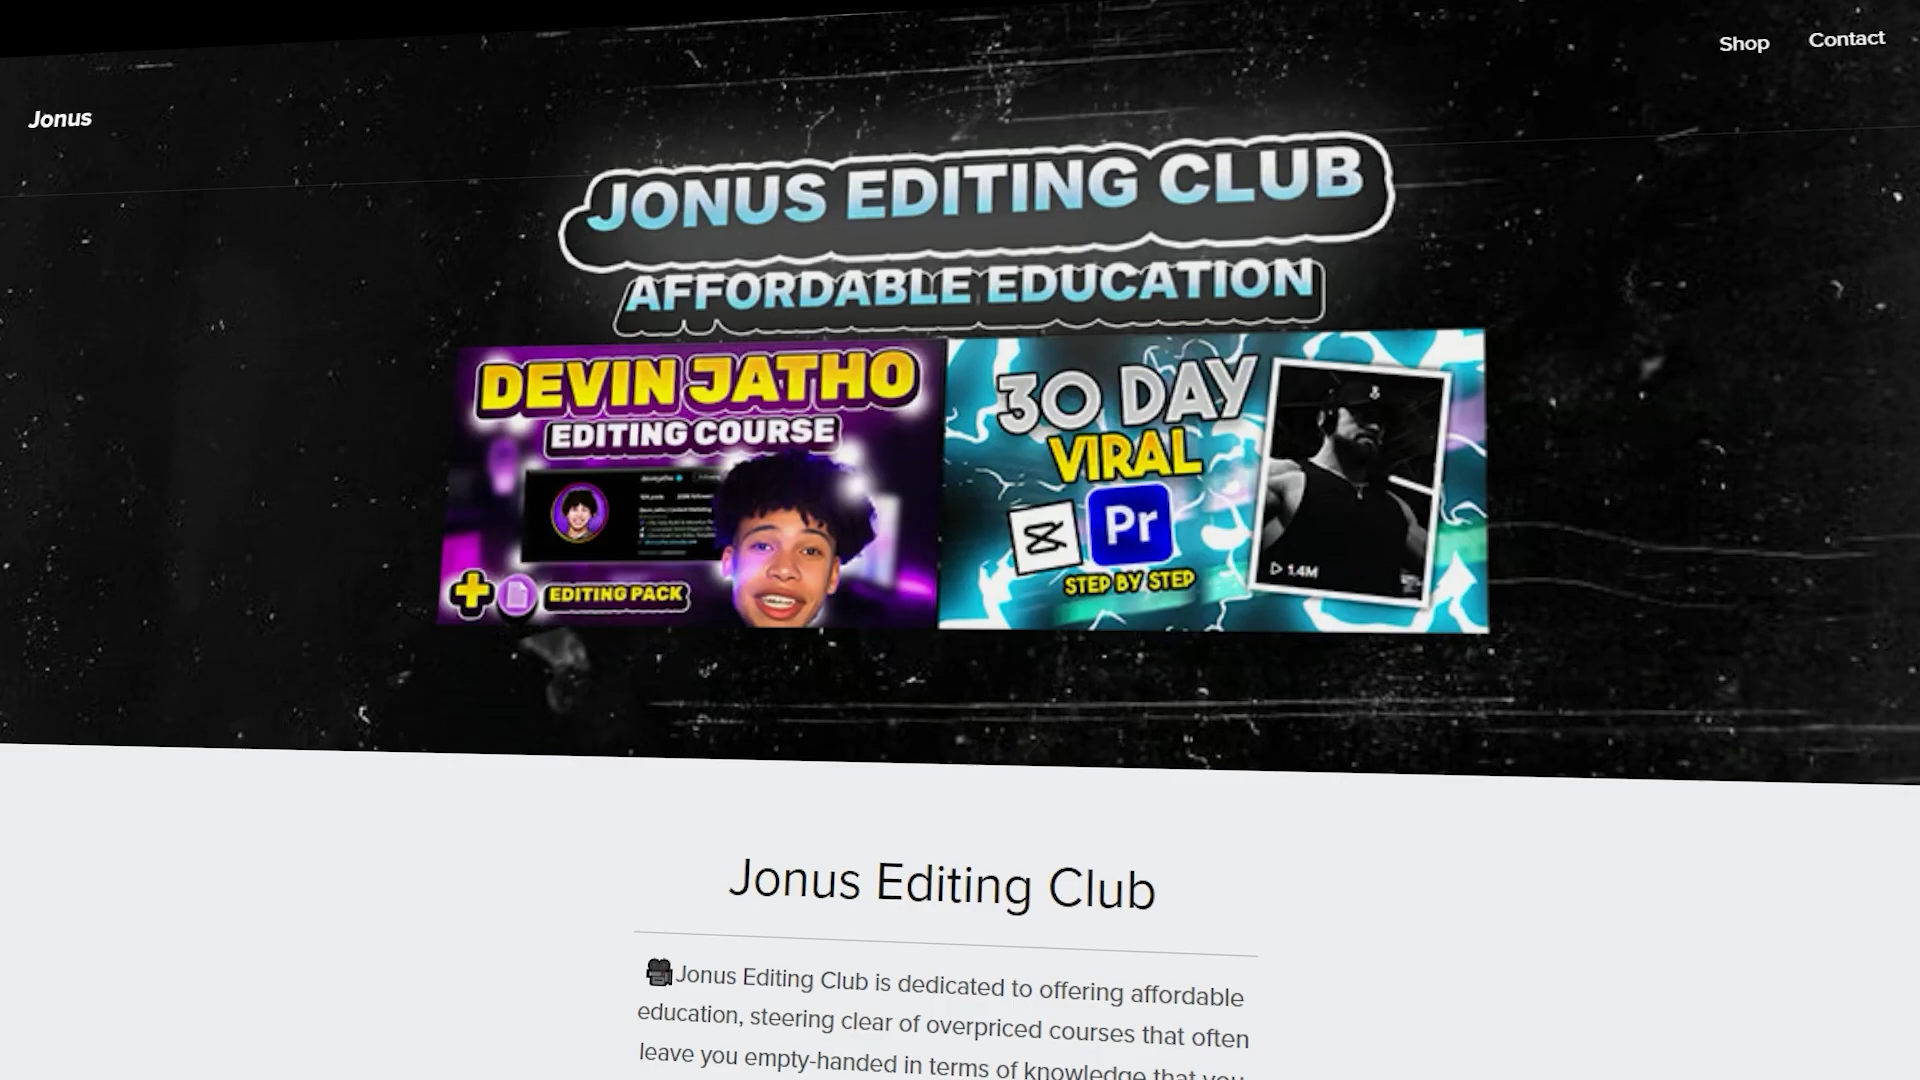 Shop Contact
Jonus
JONUS EDITING CLUB
AFFORDABLE EDUCATION
DEVIN JATHO
EDITING COURSE
EDITING PACK
30 DAY
VIRAL
Pr
STEP BY STEP
1.4M
Jonus Editing Club
Jonus Editing Club is dedicated to offering affordable
education, steering clear of overpriced courses that often
leave you empty-handed in terms of knowledge that you